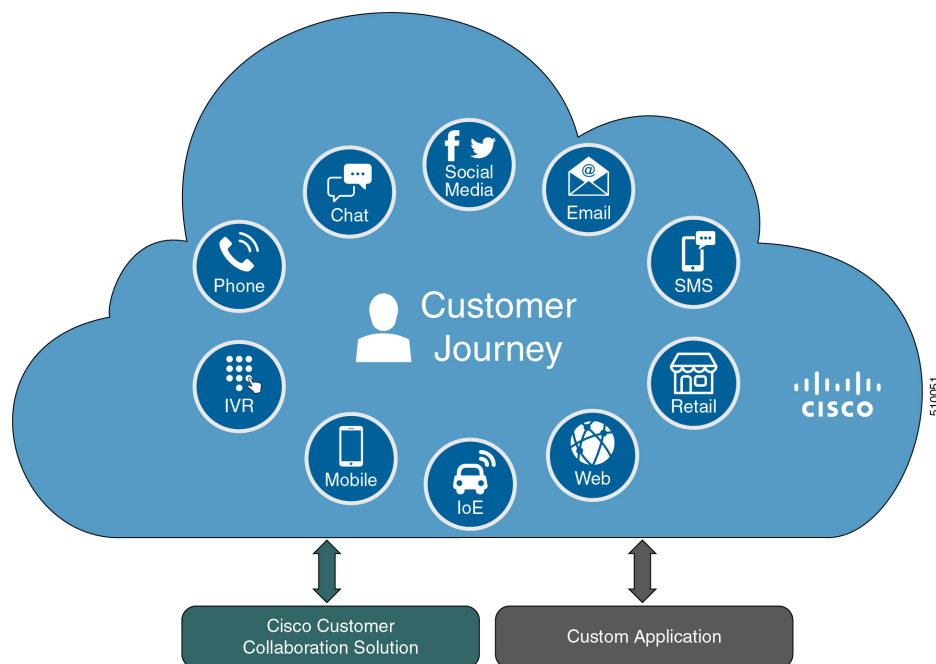 Social
Media
Chat
Email
Phone
SMS
Customer
Journey
IVR
Retail
CISCO
Mobile
Web
IoE
510051
Cisco Customer
Collaboration Solution
Custom Application